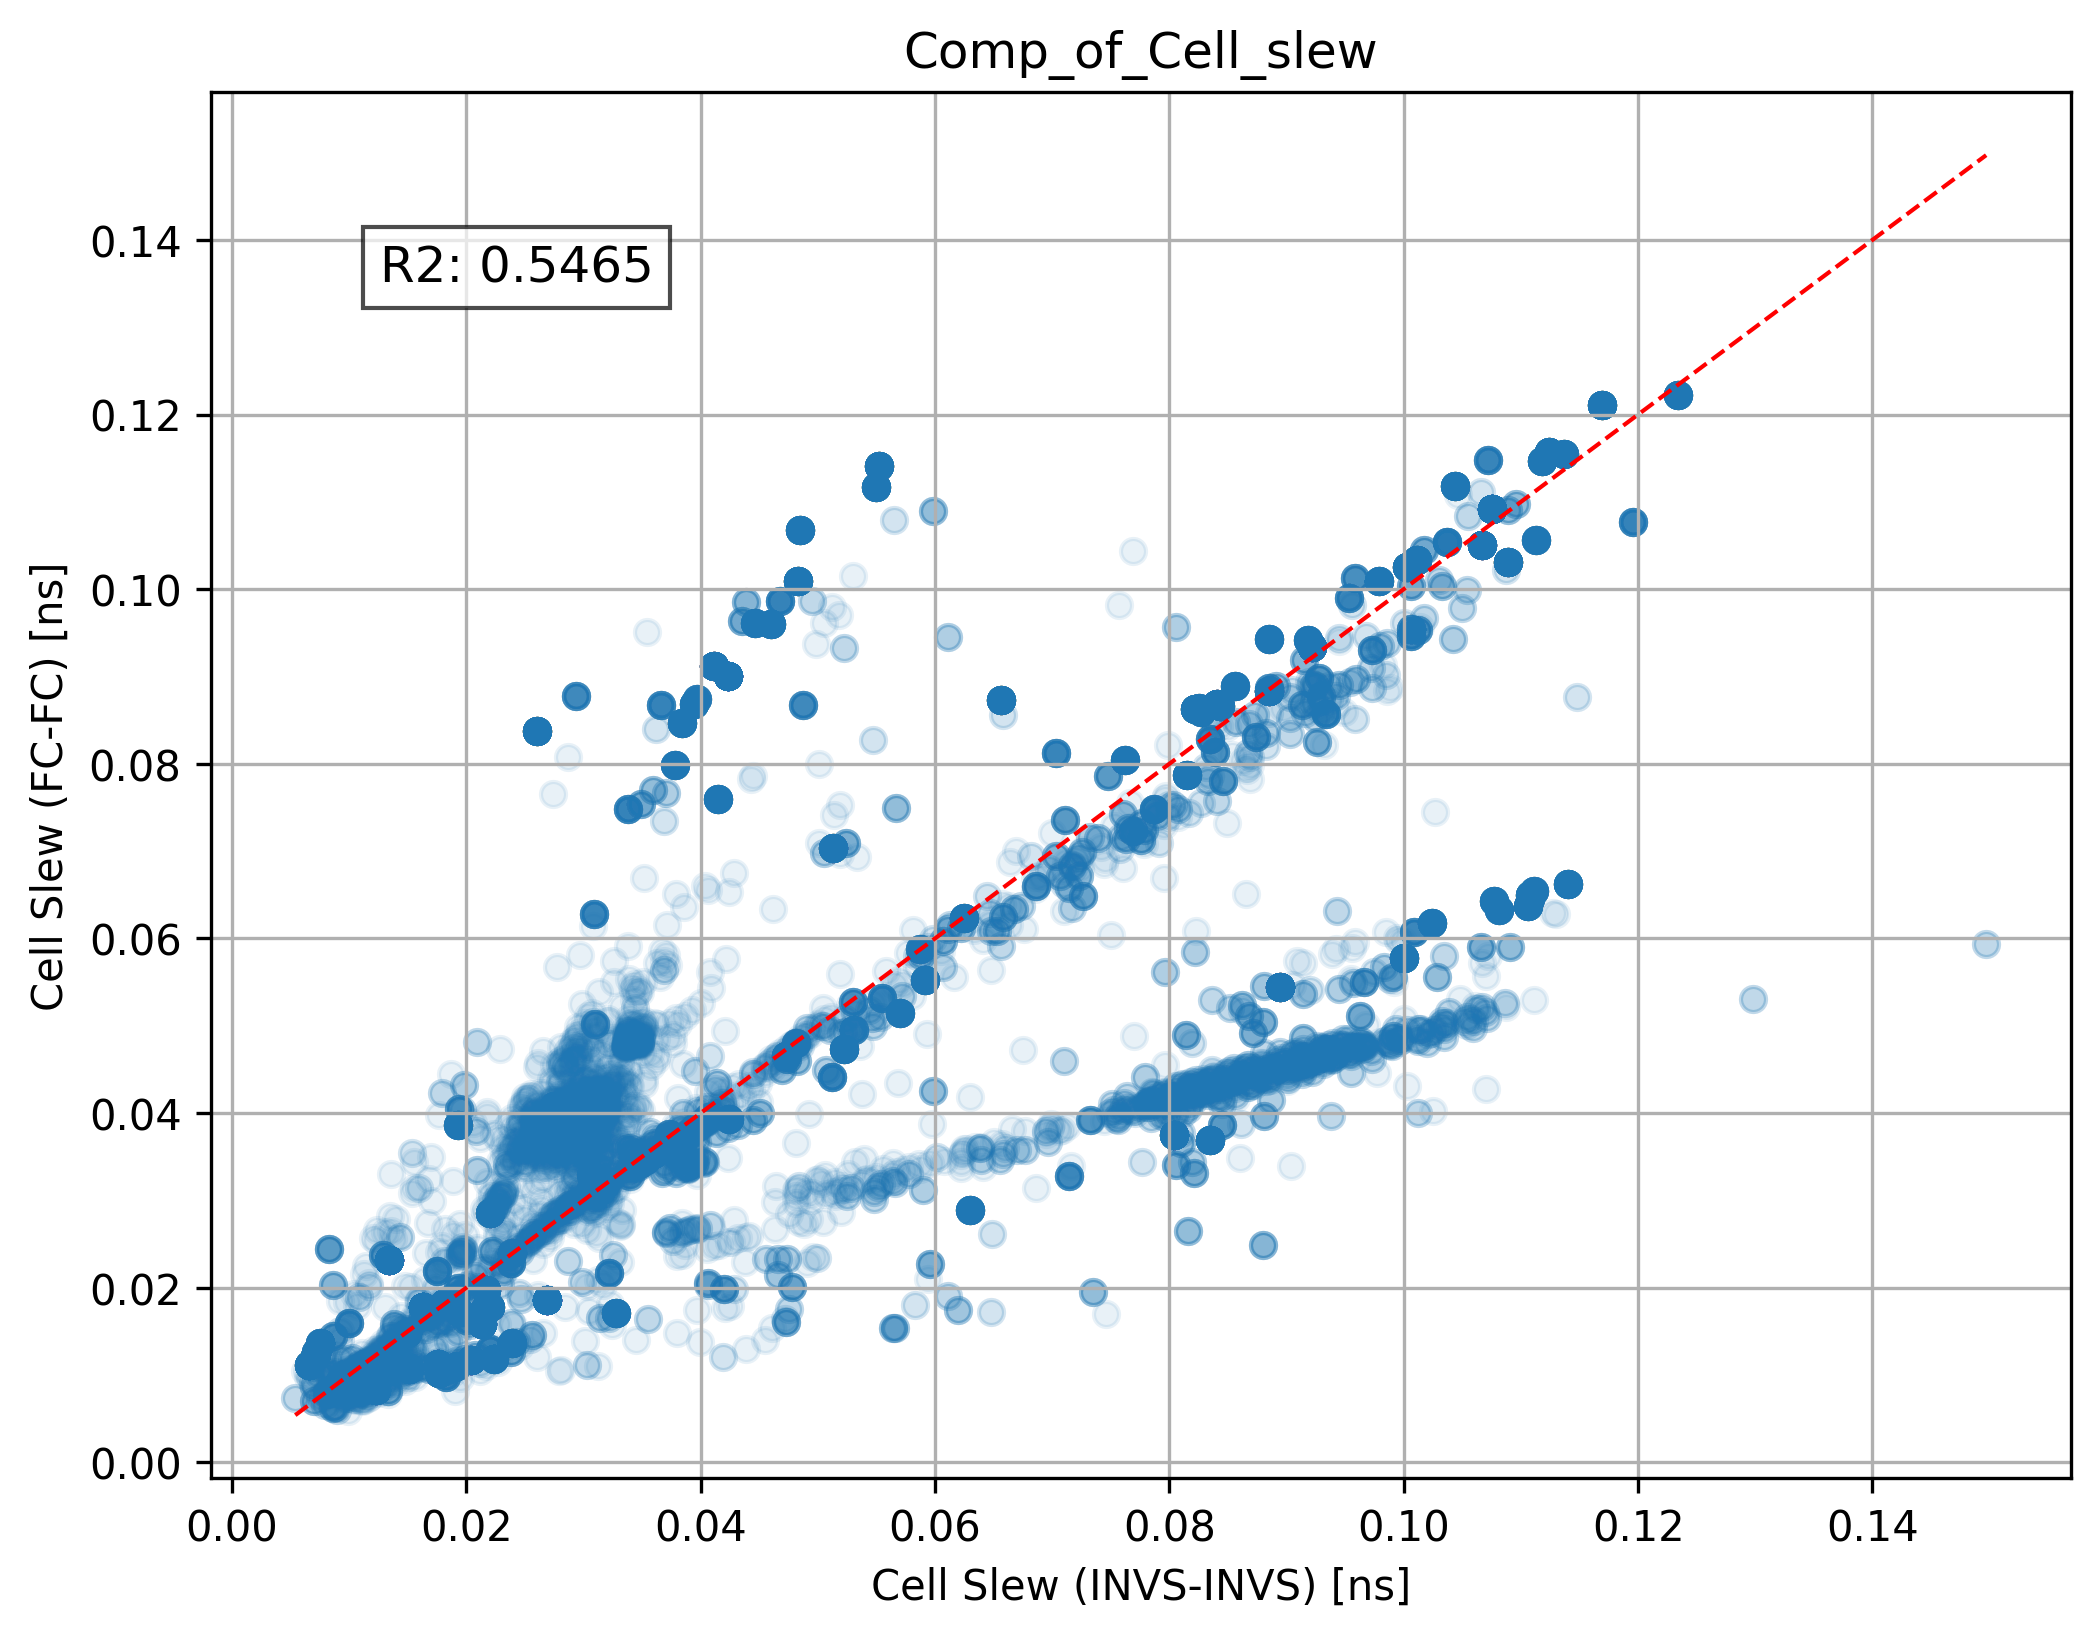 Comp_of_Cell_slew
R2: 0.5465
Cell Slew (FC-FC) [ns]
0.14
0.12
0.10
0.08
0.06
0.04
0.02
0.00
0.00 0.02 0.04 0.06 0.08 0.10 0.12 0.14
Cell Slew (INVS-INVS) [ns]